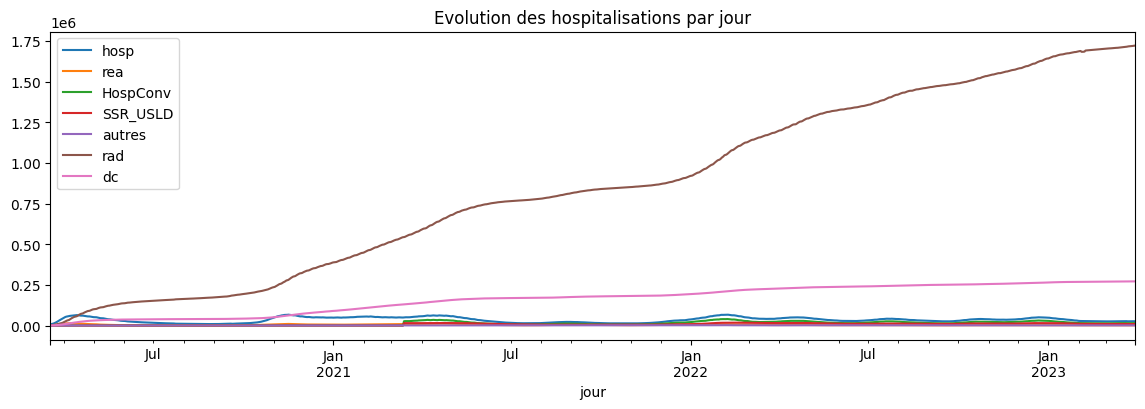 Evolution des hospitalisations par jour
1e6
1.75
1.50
1.25
1.00
0.75
0.50
0.25
0.00
hosp
rea
HospConv
SSR_USLD
autres
rad
dc
Jul
Jan
2021
Jul
Jan
2022
Jul
Jan
2023
jour